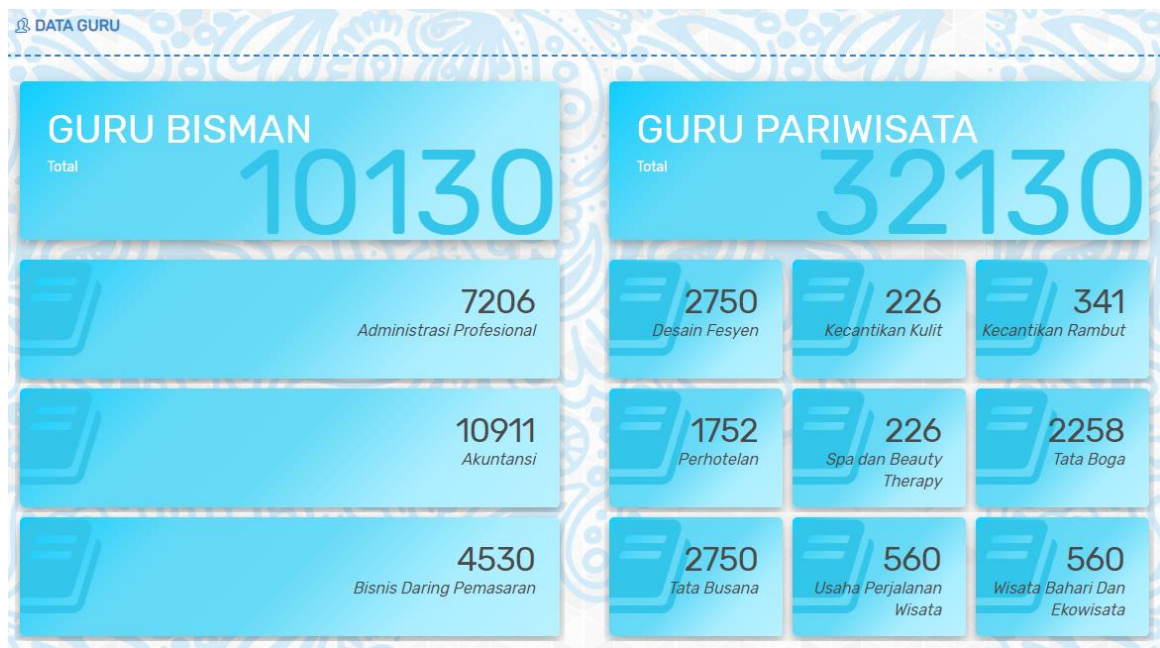 DATA GURU
GURU BISMAN
Total
10130
7206
Administrasi Profesional
10911
Akuntansi
4530
Bisnis Daring Pemasaran
GURU PARIWISATA
Total
32130
2750
Desain Fesyen
226
Kecantikan Kulit
341
Kecantikan Rambut
1752
Perhotelan
226
Spa dan Beauty
Therapy
2258
Tata Boga
2750
Tata Busana
560
Usaha Perjalanan
Wisata
560
Wisata Bahari Dan
Ekowisata